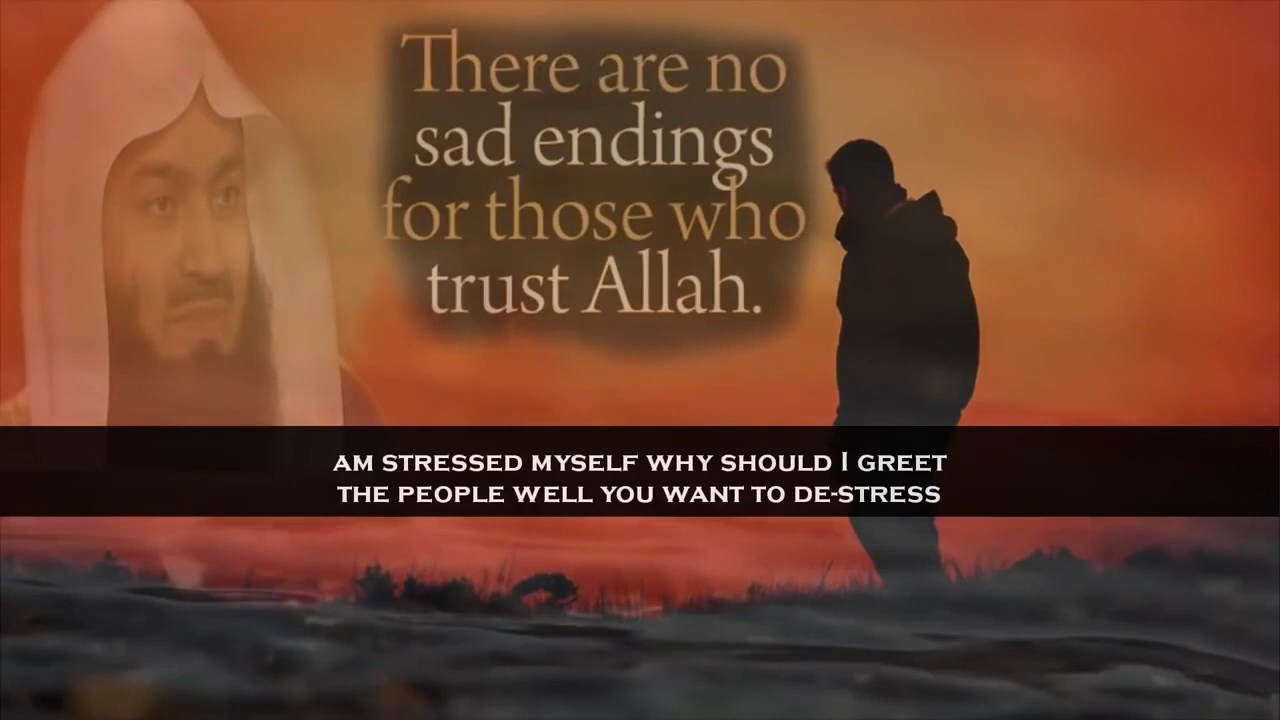 There are no
sad endings
for those who
trust Allah.
AM STRESSED MYSELF WHY SHOULD I GREET
THE PEOPLE WELL YOU WANT TO DE-STRESS